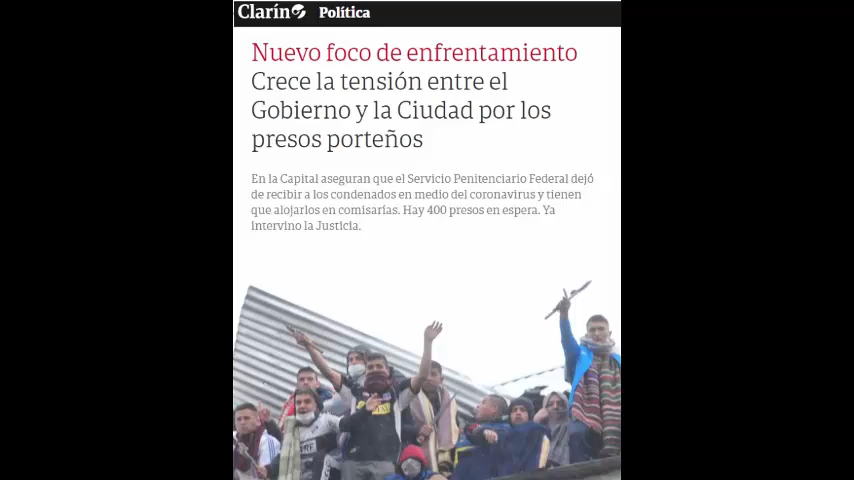 Clarín Política
Nuevo foco de enfrentamiento
Crece la tensión entre el
Gobierno y la Ciudad por los
presos porteños
En la Capital aseguran que el Servicio Penitenciario Federal dejó
de recibir a los condenados en medio del coronavirus y tienen
que alojarlos en comisarías. Hay 400 presos en espera. Ya
intervino la Justicia.